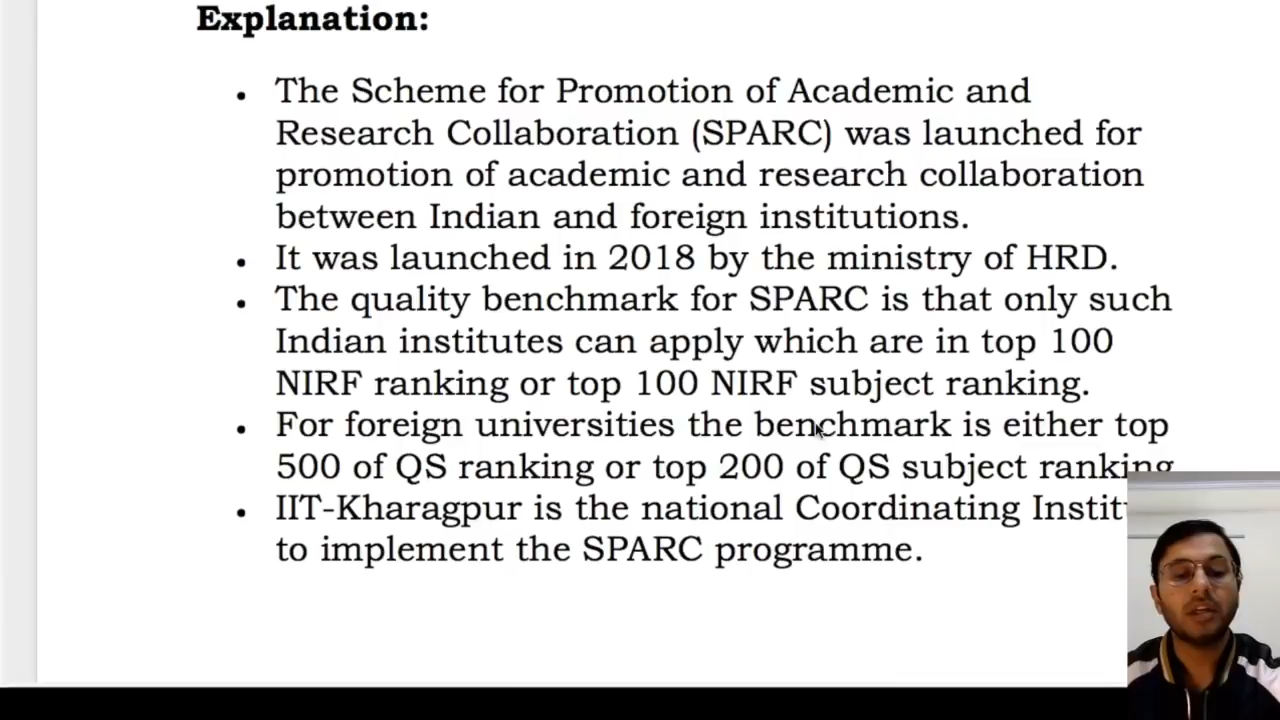 Explanation:
• The Scheme for Promotion of Academic and
Research Collaboration (SPARC) was launched for
promotion of academic and research collaboration
between Indian and foreign institutions.
• It was launched in 2018 by the ministry of HRD.
• The quality benchmark for SPARC is that only such
Indian institutes can apply which are in top 100
NIRF ranking or top 100 NIRF subject ranking.
• For foreign universities the benchmark is either top
500 of QS ranking or top 200 of QS subject ranking
• IIT-Kharagpur is the national Coordinating
to implement the SPARC programme.